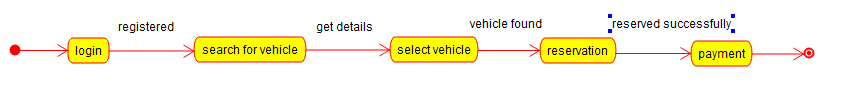 registered
get details
vehicle found
reserved successfully
login
search for vehicle
select vehicle
reservation
payment